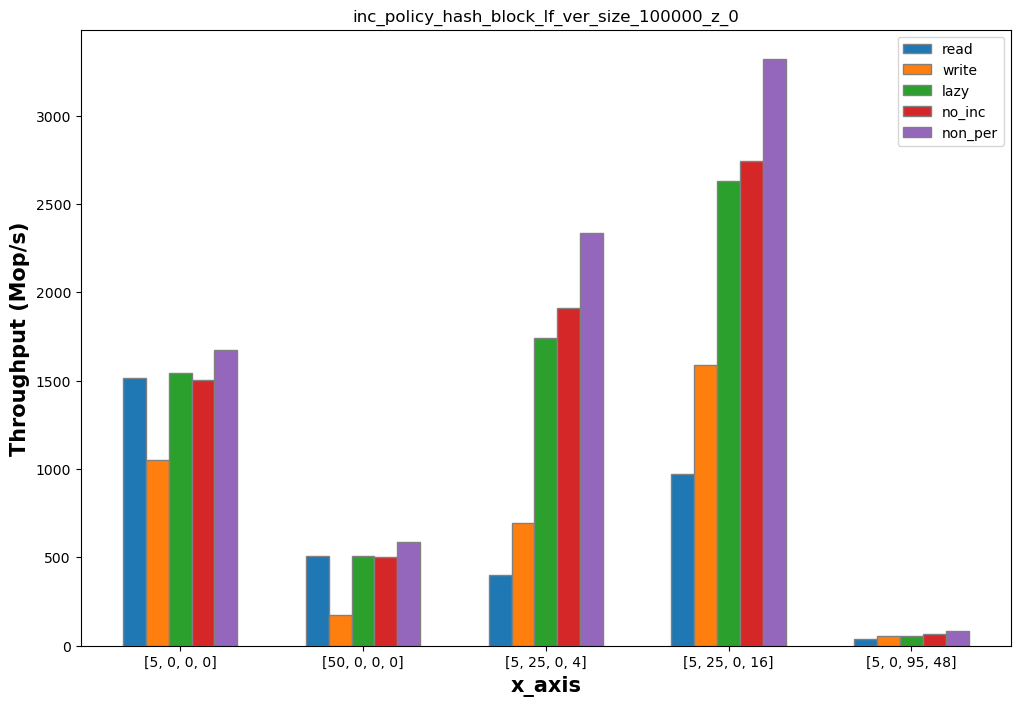 inc_policy_hash_block_lf_ver_size_100000_z_0
read
write
lazy
no_inc
non_per
Throughput (Mop/s)
3000
2500
2000
1500
1000
500
0
[5, 0, 0, 0]
[50, 0, 0, 0]
[5, 25, 0, 4]
[5, 25, 0, 16]
[5, 0, 95, 48]
x_axis